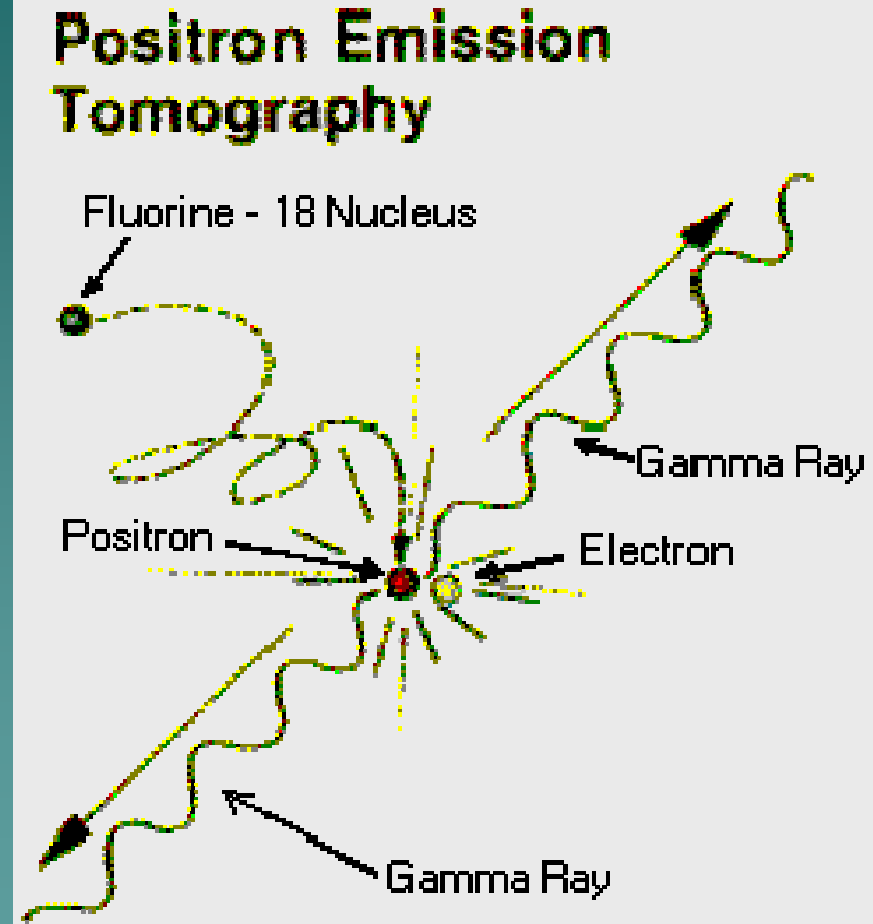 Positron Emission
Tomography
Fluorine - 18 Nucleus
Gamma Ray
Positron
Electron
Gamma Ray